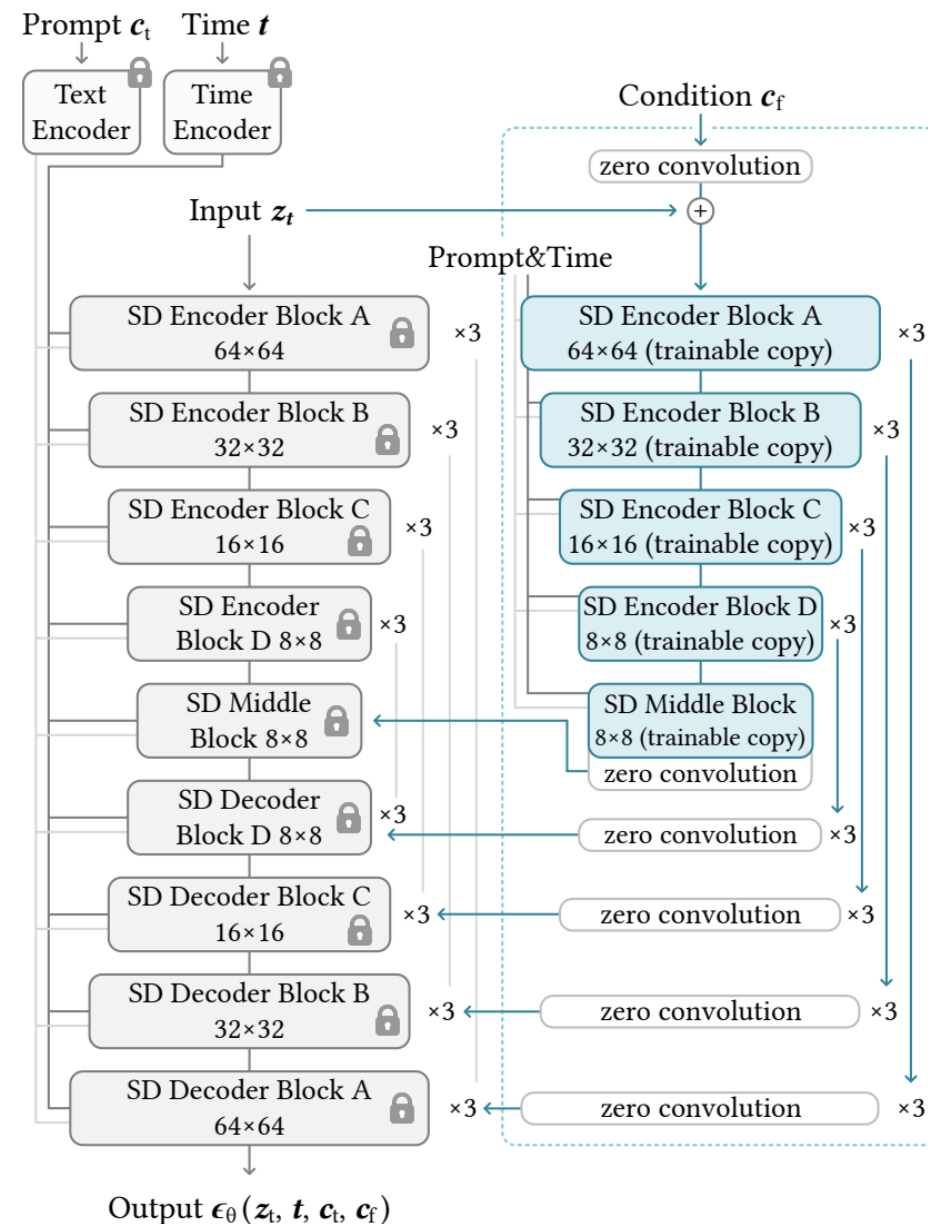 Prompt cₜ
Time t
Text
Encoder
Time
Encoder
Input zₜ
SD Encoder Block A
64×64
×3
SD Encoder Block B
32×32
×3
SD Encoder Block C
16×16
×3
SD Encoder
Block D 8×8
×3
SD Middle
Block 8×8
SD Decoder
Block D 8×8
×3
SD Decoder Block C
16×16
×3
SD Decoder Block B
32×32
×3
SD Decoder Block A
64×64
×3
Output ϵ_θ(z_t, t, c_t, c_f)
Condition c_f
zero convolution
+
Prompt&Time
SD Encoder Block A
64×64 (trainable copy)
×3
SD Encoder Block B
32×32 (trainable copy)
×3
SD Encoder Block C
16×16 (trainable copy)
×3
SD Encoder Block D
8×8 (trainable copy)
×3
SD Middle Block
8×8 (trainable copy)
zero convolution
zero convolution
×3
zero convolution
×3
zero convolution
×3
zero convolution
×3